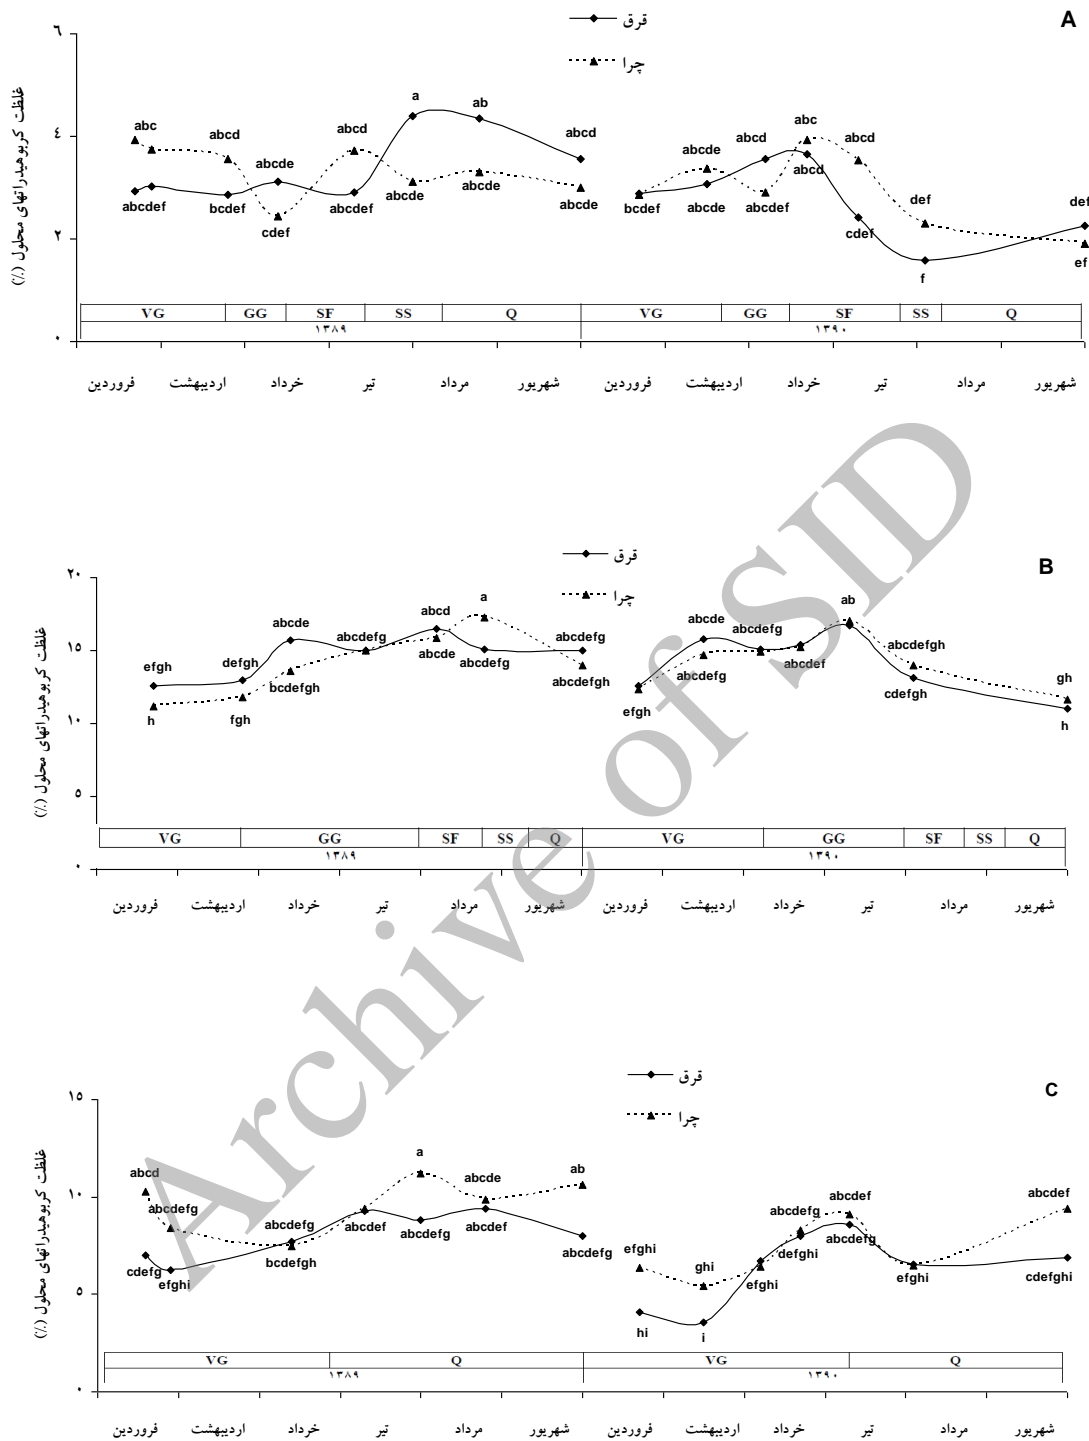 A
قرق
چرا
غلظت کربوهیدراتهای محلول (٪)
۶
۴
۲
۰
abc
abcdef
abcd
bcdef
abcde
cdef
abcd
abcdef
a
abcde
ab
abcde
abcd
abcde
bcdef
abcde
abcde
abcd
abcdef
abc
abcd
abcd
cdef
def
f
def
ef
VG GG SF SS Q VG GG SF SS Q
۱۳۸۹ ۱۳۹۰
فروردین اردیبهشت خرداد تیر مرداد شهریور فروردین اردیبهشت خرداد تیر مرداد شهریور
B
قرق
چرا
غلظت کربوهیدراتهای محلول (٪)
۲۰
۱۵
۱۰
۵
۰
efgh
h
defgh
fgh
abcde
bcdefgh
abcdefg
abcd
abcde
a
abcdefg
abcdefg
abcdefgh
efgh
abcde
abcdefg
abcdefg
abcdef
ab
abcdefgh
cdefgh
gh
h
VG GG SF SS Q VG GG SF SS Q
۱۳۸۹ ۱۳۹۰
فروردین اردیبهشت خرداد تیر مرداد شهریور فروردین اردیبهشت خرداد تیر مرداد شهریور
C
قرق
چرا
غلظت کربوهیدراتهای محلول (٪)
۱۵
۱۰
۵
۰
abcd
cdefg
abcdefg
efghi
abcdefg
bcdefgh
abcdef
a
abcdefg
abcde
abcdef
ab
abcdefg
efghi
hi
ghi
i
efghi
abcdefg
defghi
abcdef
abcdefg
efghi
abcdef
cdefghi
VG Q VG Q
۱۳۸۹ ۱۳۹۰
فروردین اردیبهشت خرداد تیر مرداد شهریور فروردین اردیبهشت خرداد تیر مرداد شهریور
Archive of SID